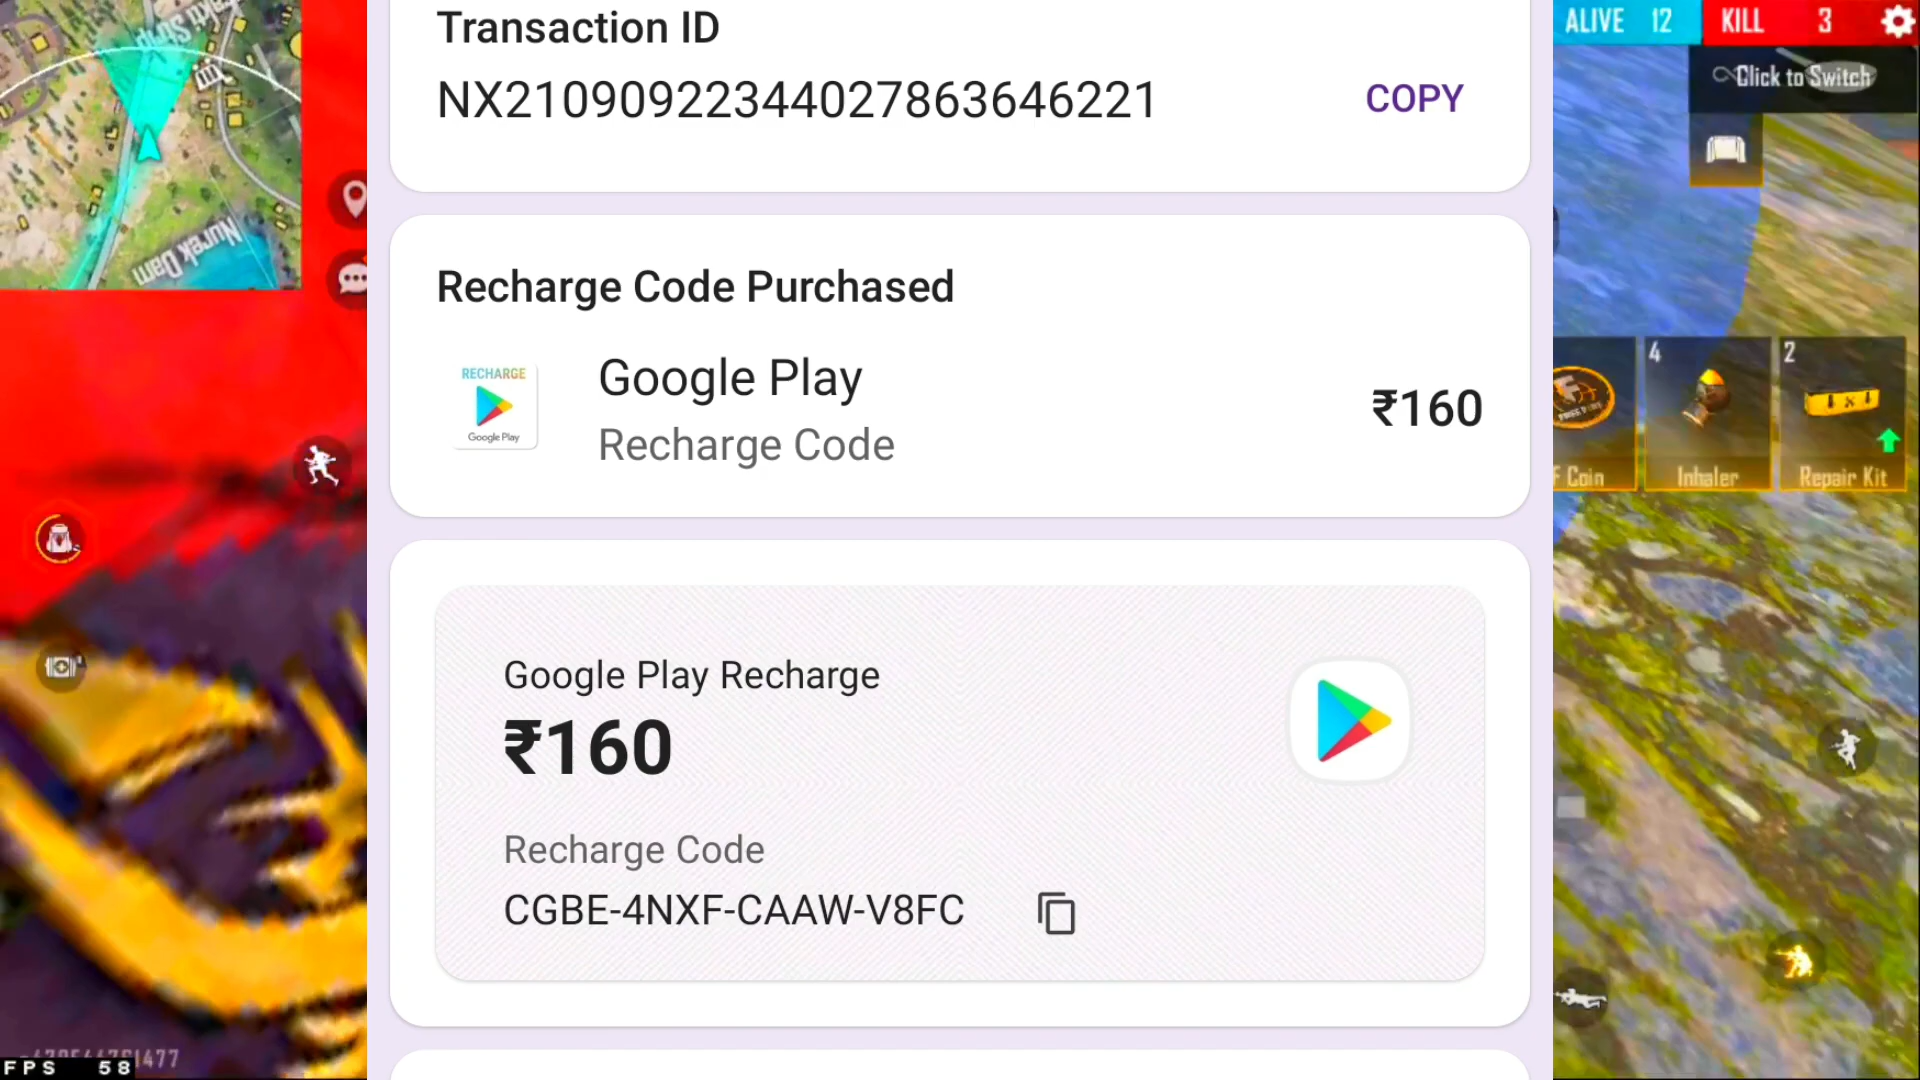 Transaction ID
NX21090922344027863646221
COPY
Recharge Code Purchased
RECHARGE
Google Play
Google Play
Recharge Code
₹160
Google Play Recharge
₹160
Recharge Code
CGBE-4NXF-CAAW-V8FC
Nurek Dam
FPS 58
ALIVE 12
KILL 3
Click to Switch
4
2
F Coin
Inhaler
Repair Kit